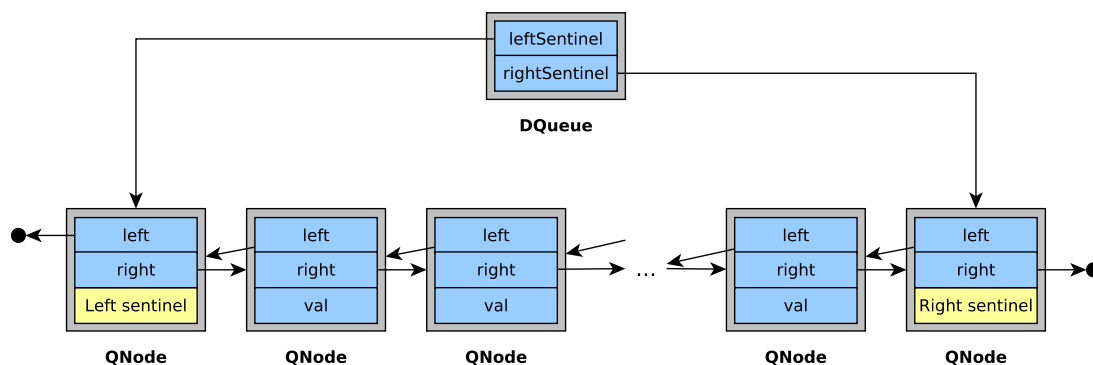 leftSentinel
rightSentinel
DQueue
left
left
left
left
left
right
right
right
...
right
right
Left sentinel
val
val
val
Right sentinel
QNode
QNode
QNode
QNode
QNode